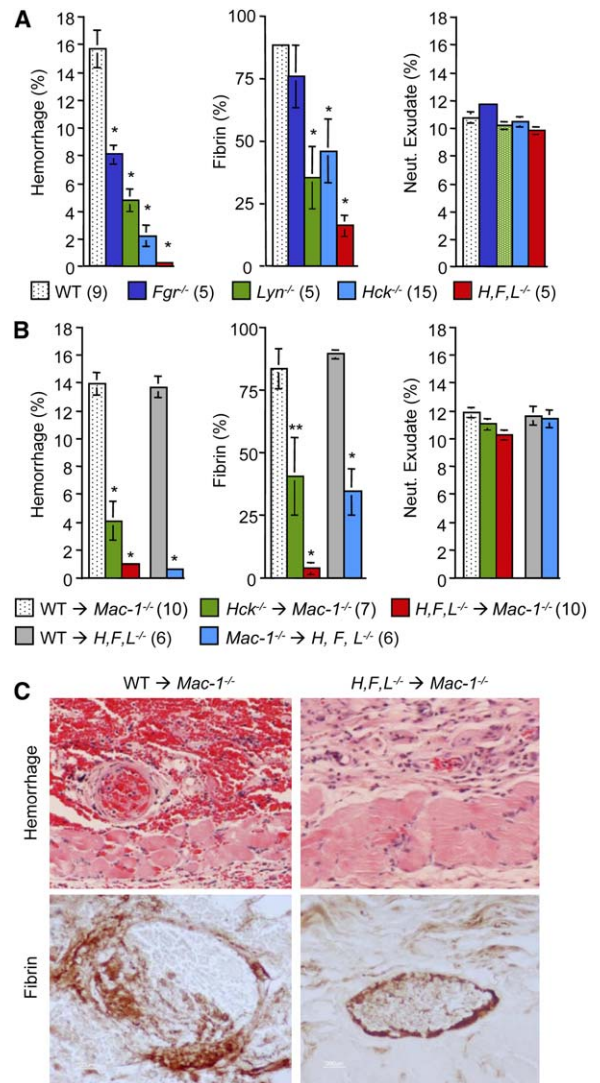 A
Hemorrhage (%)
18
16
14
12
10
8
6
4
2
0
* * * *
Fibrin (%)
100
75
50
25
0
* * *
Neut. Exudate (%)
18
16
14
12
10
8
6
4
2
0
WT (9) Fgr-/- (5) Lyn-/- (5) Hck-/- (15) H,F,L-/- (5)
B
Hemorrhage (%)
18
16
14
12
10
8
6
4
2
0
* * *
Fibrin (%)
100
75
50
25
0
** * *
Neut. Exudate (%)
18
16
14
12
10
8
6
4
2
0
WT → Mac-1-/- (10) Hck-/- → Mac-1-/- (7) H,F,L-/- → Mac-1-/- (10)
WT → H,F,L-/- (6) Mac-1-/- → H, F, L-/- (6)
C
WT → Mac-1-/- H,F,L-/- → Mac-1-/-
Hemorrhage
Fibrin